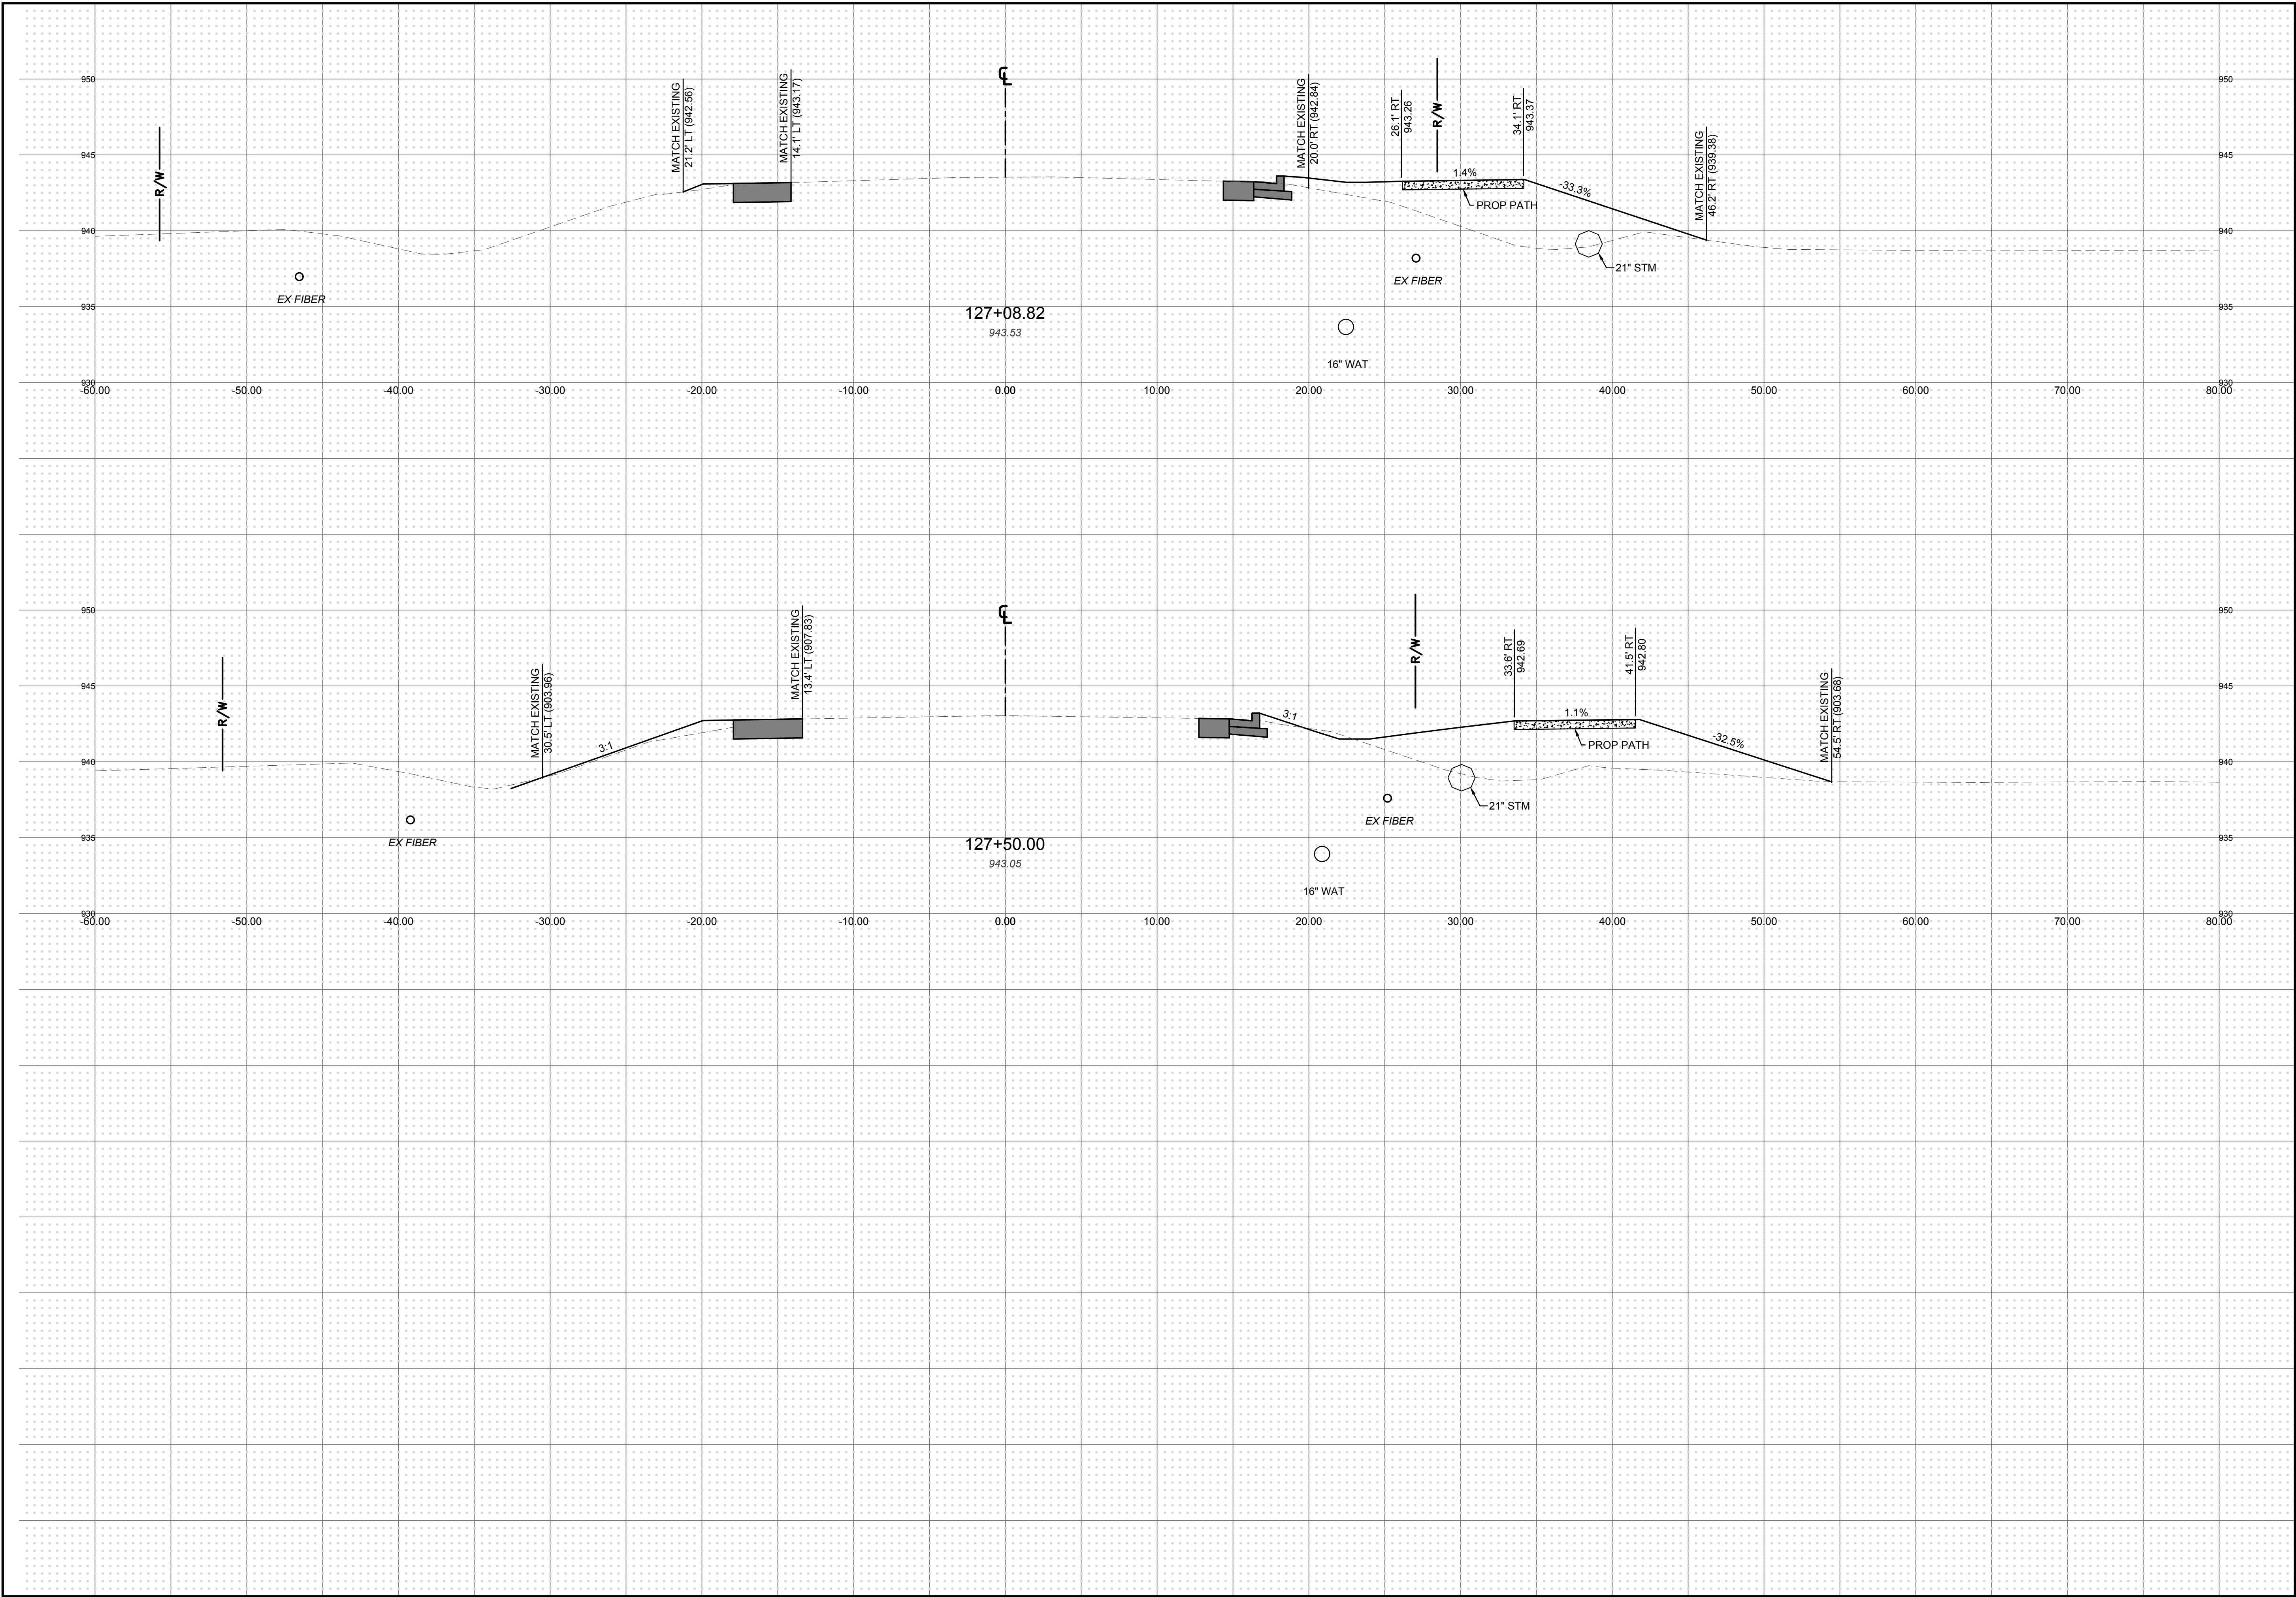 950
945
940
935
930
R/W
EX FIBER
MATCH EXISTING
21.2' LT (942.56)
MATCH EXISTING
14.1' LT (943.17)
CL
127+08.82
943.53
MATCH EXISTING
20.0' RT (942.84)
26.1' RT
943.26
R/W
34.1' RT
943.37
1.4%
PROP PATH
-33.3%
MATCH EXISTING
46.2' RT (939.38)
21" STM
EX FIBER
16" WAT
950
945
940
935
930
-60.00 -50.00 -40.00 -30.00 -20.00 -10.00 0.00 10.00 20.00 30.00 40.00 50.00 60.00 70.00 80.00
950
945
940
935
930
R/W
EX FIBER
MATCH EXISTING
30.5' LT (903.96)
3:1
MATCH EXISTING
13.4' LT (907.83)
CL
127+50.00
943.05
3:1
R/W
33.6' RT
942.69
41.5' RT
942.80
1.1%
PROP PATH
-32.5%
MATCH EXISTING
54.5' RT (903.68)
21" STM
EX FIBER
16" WAT
950
945
940
935
930
-60.00 -50.00 -40.00 -30.00 -20.00 -10.00 0.00 10.00 20.00 30.00 40.00 50.00 60.00 70.00 80.00